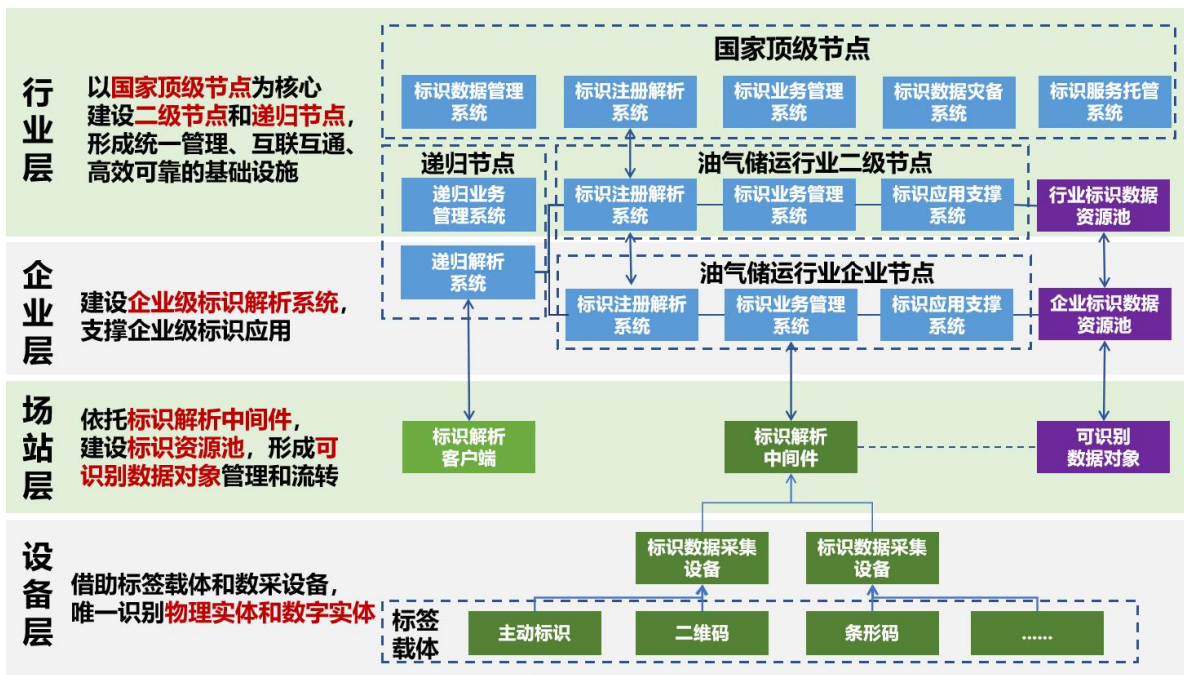 行
业
层
以国家顶级节点为核心
建设二级节点和递归节点，
形成统一管理、互联互通、
高效可靠的基础设施
国家顶级节点
标识数据管理
系统
标识注册解析
系统
标识业务管理
系统
标识数据灾备
系统
标识服务托管
系统
递归节点
递归业务
管理系统
递归解析
系统
油气储运行业二级节点
标识注册解析
系统
标识业务管理
系统
标识应用支撑
系统
行业标识数据
资源池
企
业
层
建设企业级标识解析系统，
支撑企业级标识应用
油气储运行业企业节点
标识注册解析
系统
标识业务管理
系统
标识应用支撑
系统
企业标识数据
资源池
场
站
层
依托标识解析中间件，
建设标识资源池，形成可
识别数据对象管理和流转
标识解析
客户端
标识解析
中间件
可识别
数据对象
设
备
层
借助标签载体和数采设备，
唯一识别物理实体和数字实体
标识数据采集
设备
标识数据采集
设备
标签
载体
主动标识
二维码
条形码
......